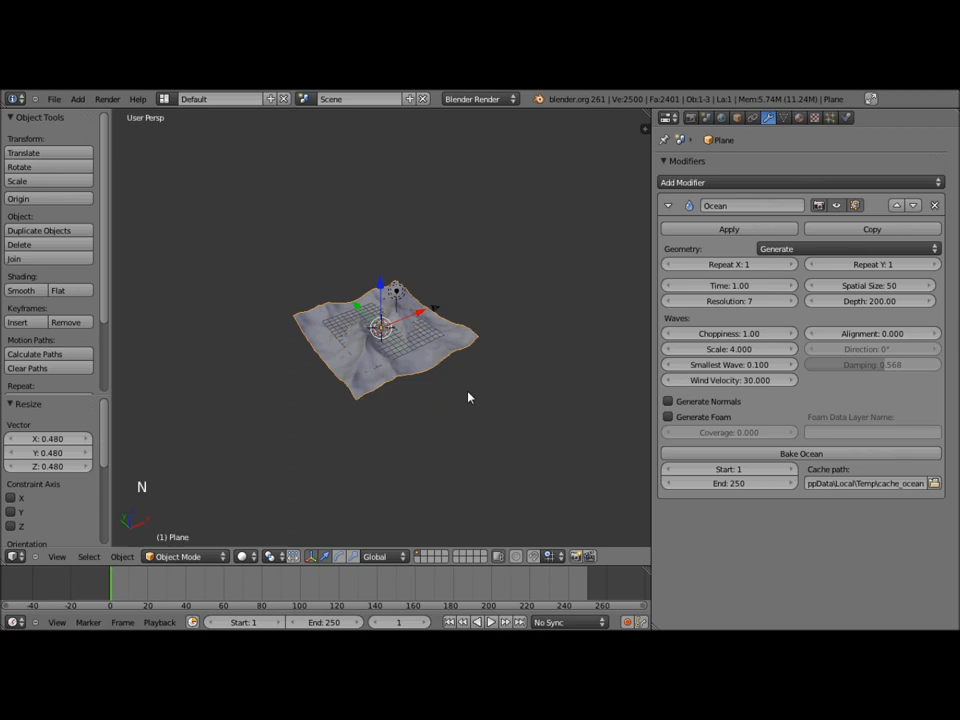 File Add Render Help Default Scene Blender Render blender.org 261 | Ve:2500 | Fa:2401 | Ob:1-3 | La:1 | Mem:5.74M (11.24M) | Plane
Object Tools
Transform:
Translate
Rotate
Scale
Origin
Object:
Duplicate Objects
Delete
Join
Shading:
Smooth Flat
Keyframes:
Insert Remove
Motion Paths:
Calculate Paths
Clear Paths
Repeat:
Resize
Vector
X: 0.480
Y: 0.480
Z: 0.480
Constraint Axis
X
Y
Z
Orientation
User Persp
N
(1) Plane
View Select Object Object Mode Global
-40 -20 0 20 40 60 80 100 120 140 160 180 200 220 240 260
View Marker Frame Playback Start: 1 End: 250 1 No Sync
Plane
Modifiers
Add Modifier
Ocean
Apply Copy
Geometry: Generate
Repeat X: 1 Repeat Y: 1
Time: 1.00 Spatial Size: 50
Resolution: 7 Depth: 200.00
Waves:
Choppiness: 1.00 Alignment: 0.000
Scale: 4.000 Direction: 0°
Smallest Wave: 0.100 Damping: 0.568
Wind Velocity: 30.000
Generate Normals
Generate Foam Foam Data Layer Name:
Coverage: 0.000
Bake Ocean
Start: 1 Cache path:
End: 250 ppData\Local\Temp\cache_ocean